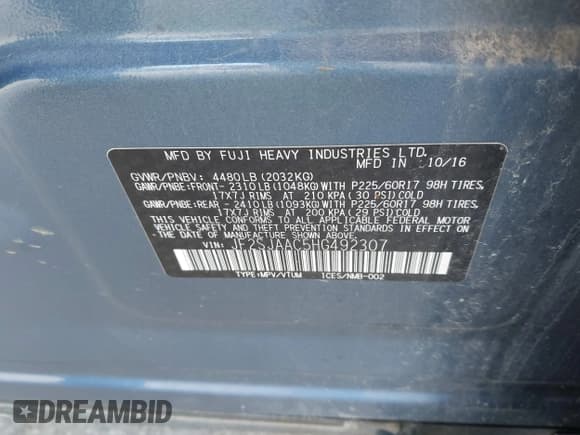 MFD BY FUJI HEAVY INDUSTRIES LTD.
MFD IN 10/16
GVWR/PNBV: 4480LB (2032KG)
GAWR/PNBE:FRONT- 2310LB (1048KG) WITH P225/60R17 98H TIRES,
17X7J RIMS AT 210 KPA (30 PSI) COLD
GAWR/PNBE:REAR - 2410LB (1093KG) WITH P225/60R17 98H TIRES,
17X7J RIMS AT 200 KPA (29 PSI) COLD
THIS VEHICLE CONFORMS TO ALL APPLICABLE FEDERAL MOTOR
VEHICLE SAFETY, BUMPER, AND THEFT PREVENTION STANDARDS
IN EFFECT ON THE DATE OF MANUFACTURE SHOWN ABOVE.
VIN: JF2SJAAC5HG492307
TYPE:MPV/VTUM ICES/NMB-002
DREAMBID